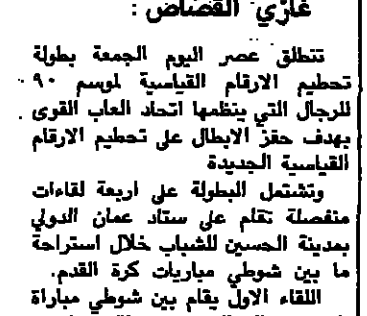 غازي القصاص :
تنطلق عصر اليوم الجمعة بطولة
تحطيم الارقام القياسية لموسم ٩٠
للرجال التي ينظمها اتحاد العاب القوى
بهدف حفز الابطال على تحطيم الارقام
القياسية الجديدة
وتشتمل البطولة على اربعة لقاءات
منفصلة تقام على ستاد عمان الدولي
بمدينة الحسين للشباب خلال استراحة
ما بين شوطي مباريات كرة القدم.
اللقاء الاول يقام بين شوطي مباراة